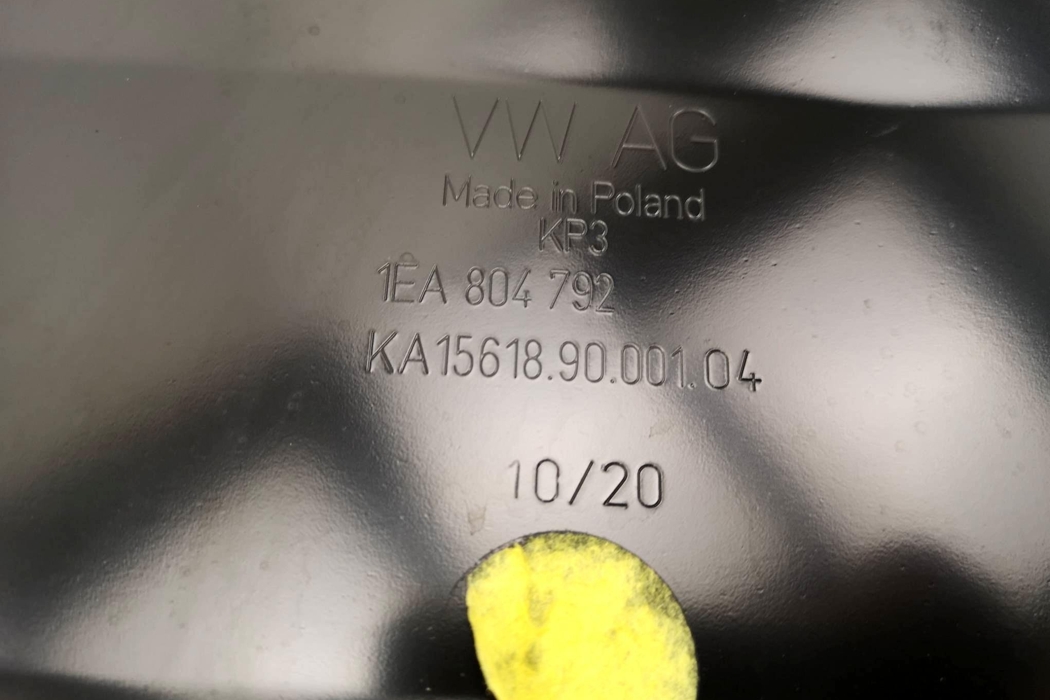 VW AG
Made in Poland
KP3
1EA 804 792
KA15618.90.001.04
10/20